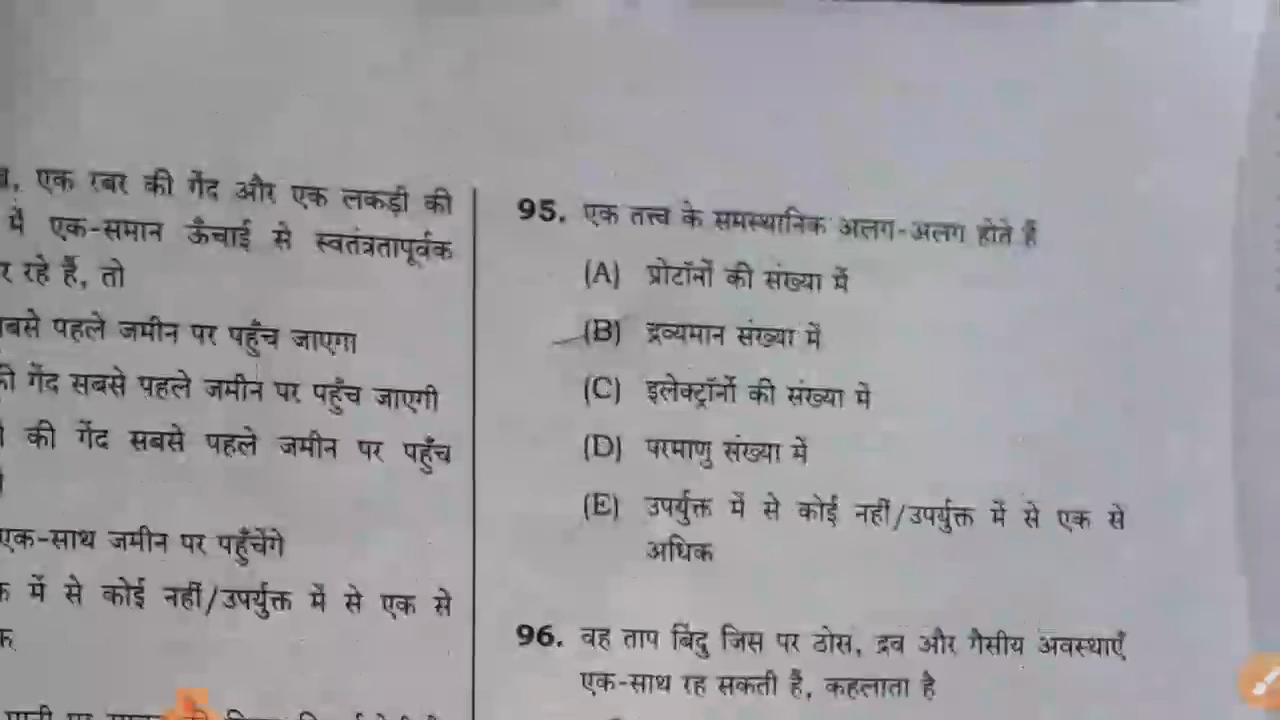 एक रबर की गेंद और एक लकड़ी की
में एक-समान ऊँचाई से स्वतंत्रतापूर्वक
रहे हैं, तो
सबसे पहले जमीन पर पहुँच जाएगा
की गेंद सबसे पहले जमीन पर पहुँच जाएगी
की गेंद सबसे पहले जमीन पर पहुँच
एक-साथ जमीन पर पहुँचेंगे
में से कोई नहीं/उपर्युक्त में से एक से
95. एक तत्त्व के समस्थानिक अलग-अलग होते हैं
(A) प्रोटॉनों की संख्या में
(B) द्रव्यमान संख्या में
(C) इलेक्ट्रॉनों की संख्या में
(D) परमाणु संख्या में
(E) उपर्युक्त में से कोई नहीं/उपर्युक्त में से एक से
अधिक
96. वह ताप बिंदु जिस पर ठोस, द्रव और गैसीय अवस्थाएँ
एक-साथ रह सकती हैं, कहलाता है